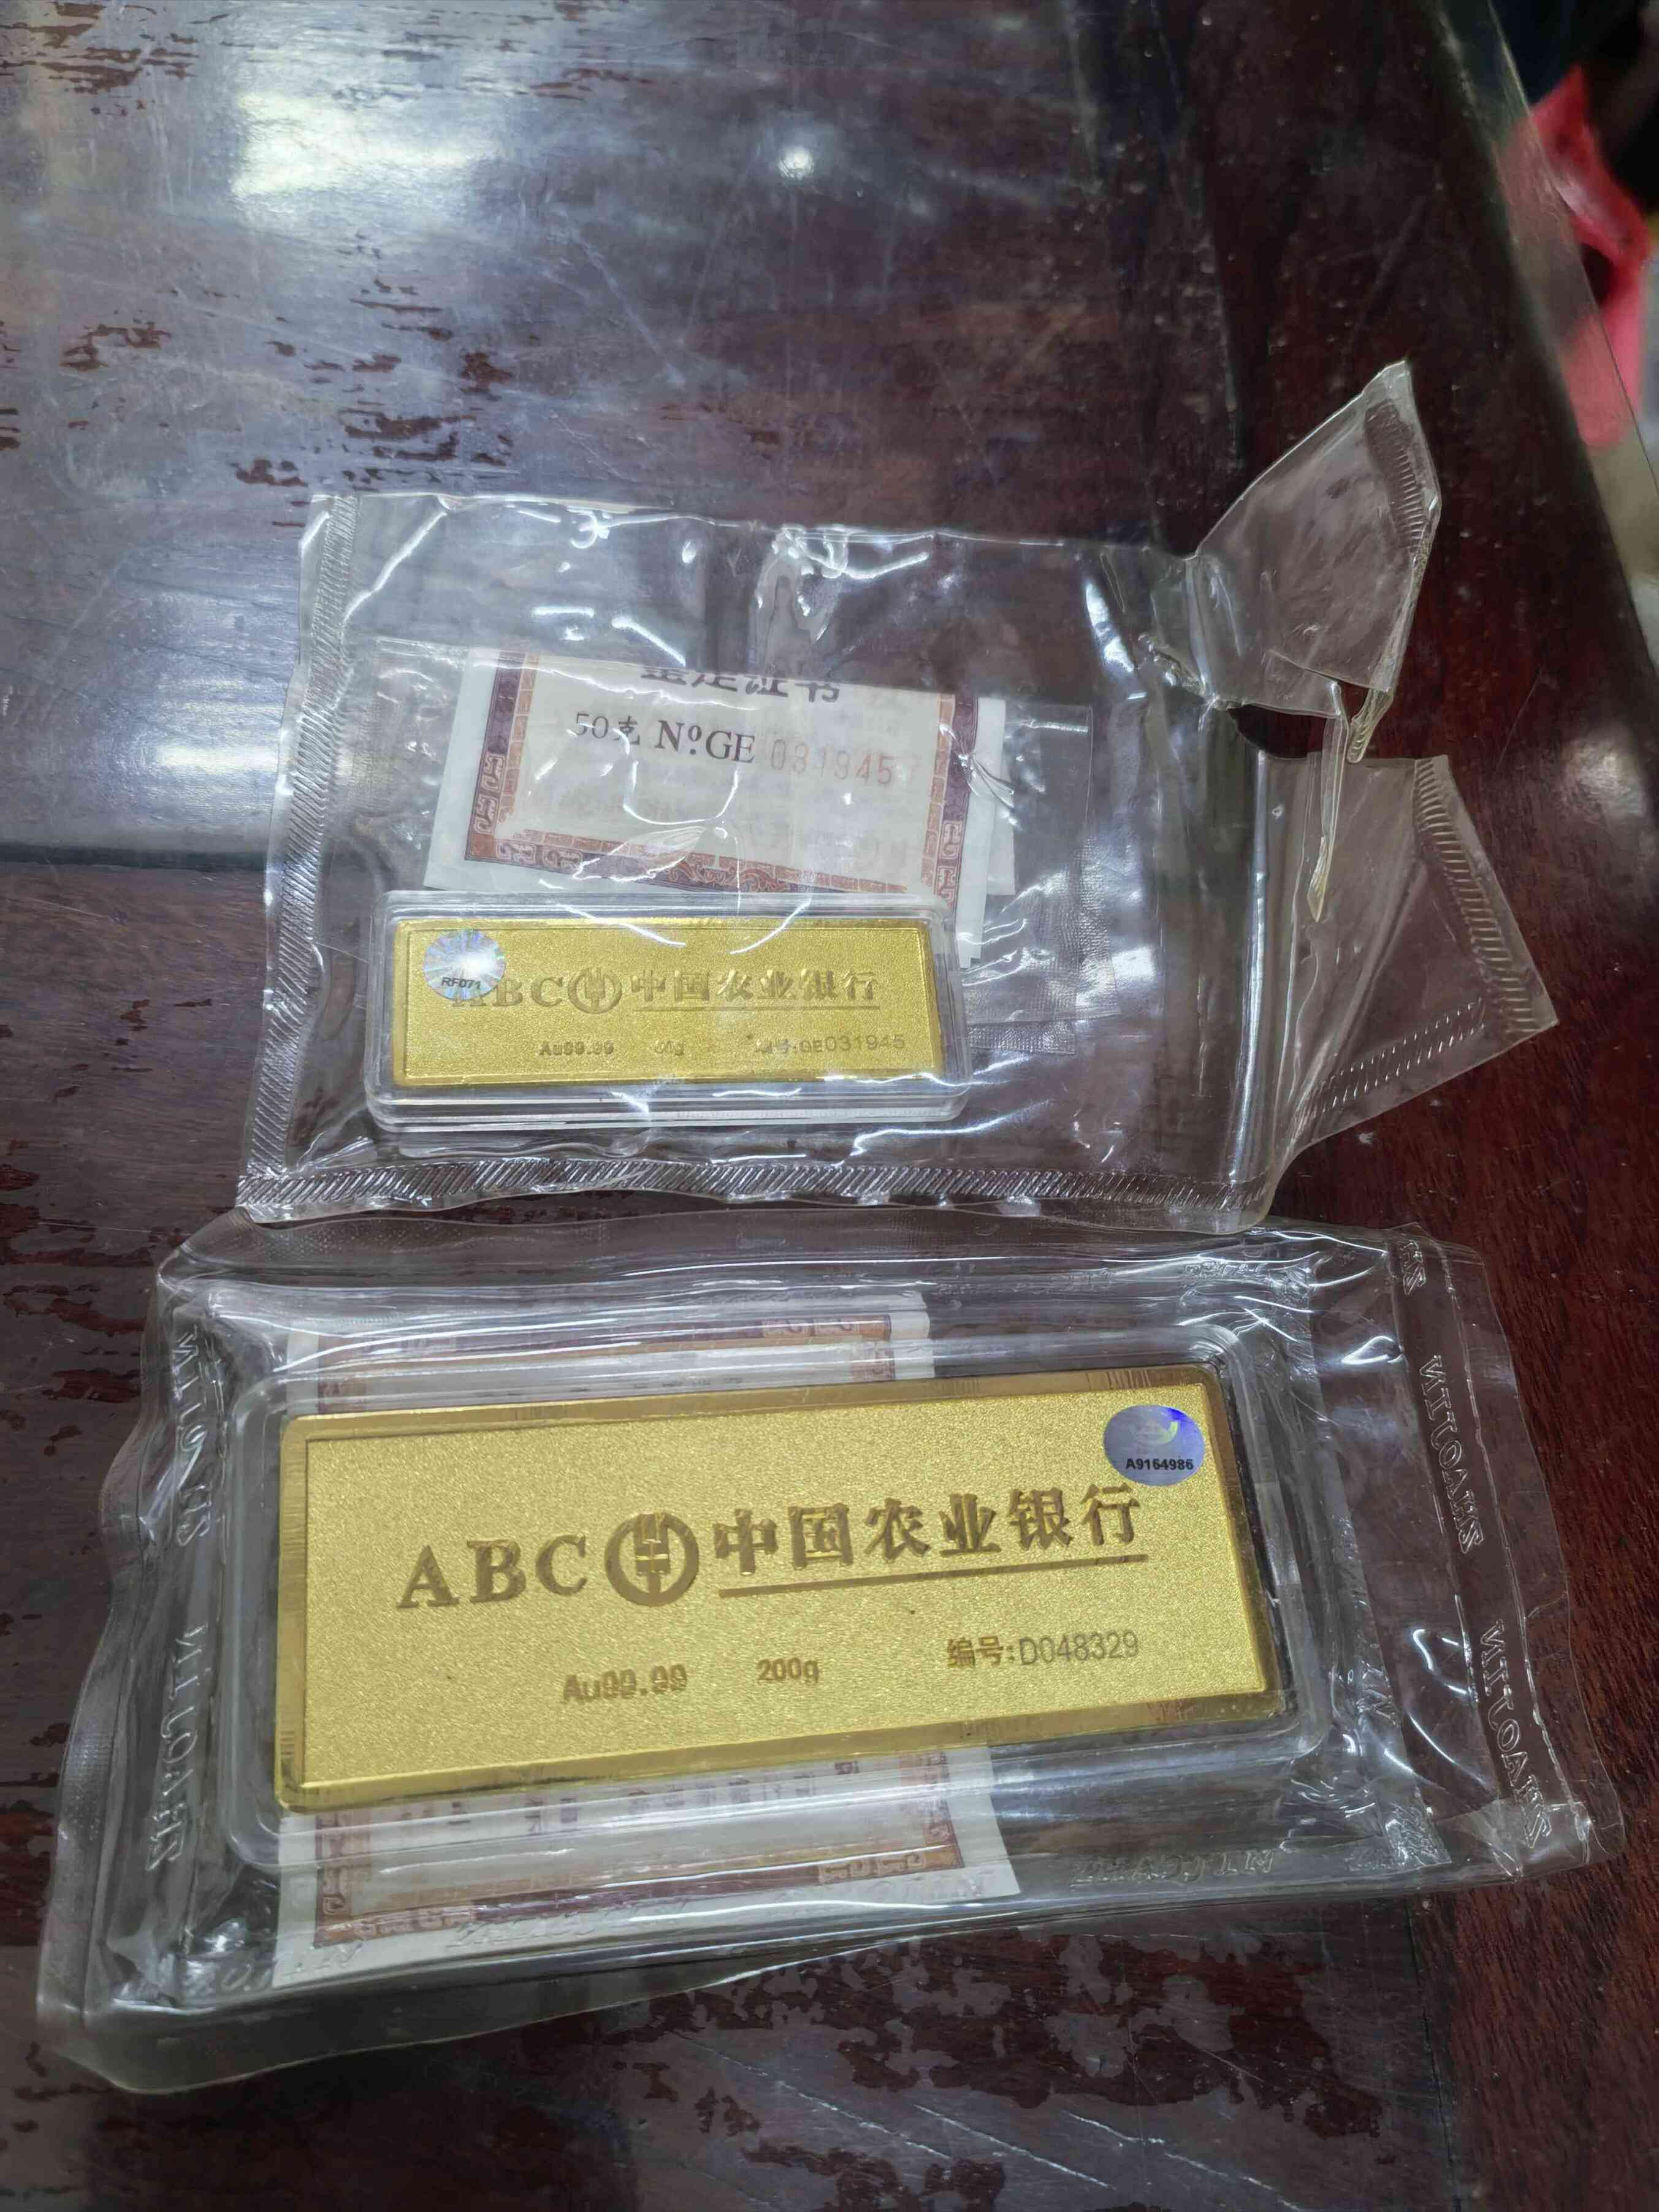 鉴定证书
50克 NºGE 031945
RF071
ABC 中国农业银行
Au99.99
编号:GE031945
A9164986
ABC 中国农业银行
Au99.99 200g 编号:D048329